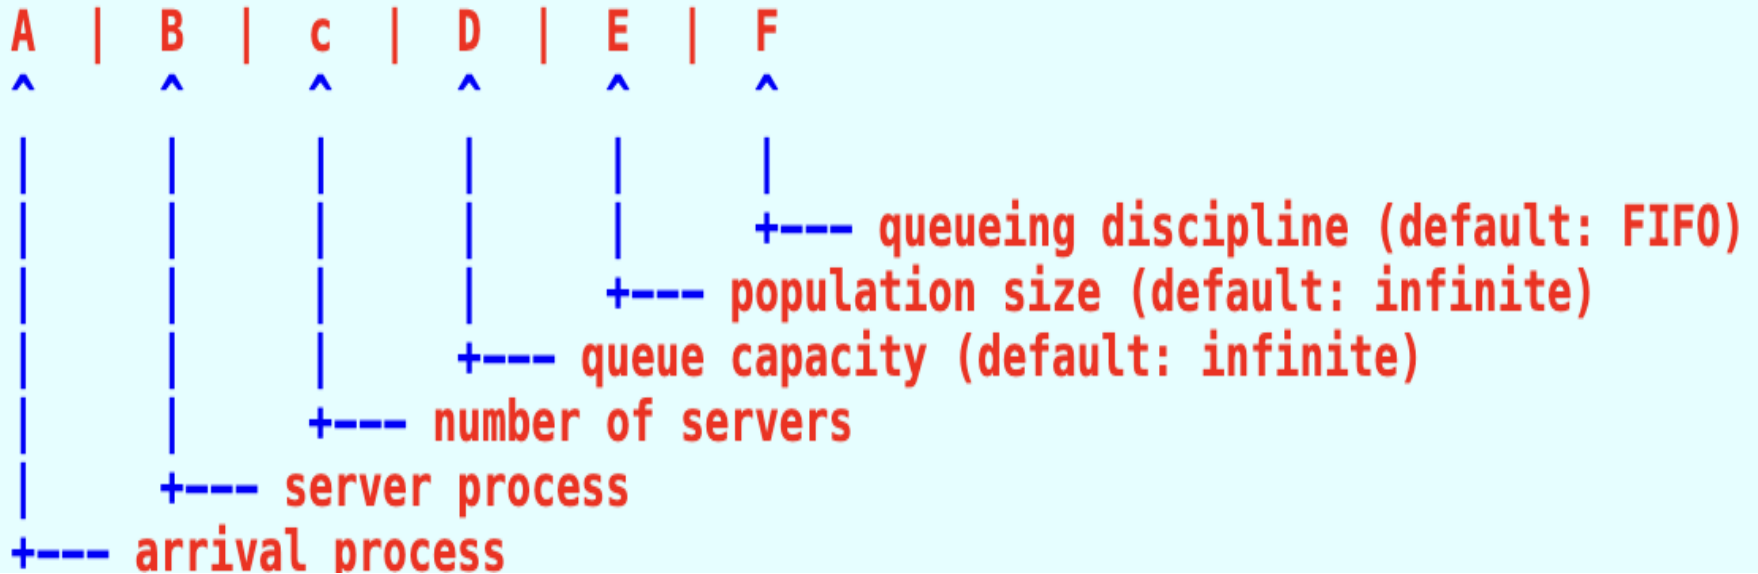 A | B | c | D | E | F
^ ^ ^ ^ ^ ^
| | | | | |
| | | | | +--- queueing discipline (default: FIFO)
| | | | +--- population size (default: infinite)
| | | +--- queue capacity (default: infinite)
| | +--- number of servers
| +--- server process
+--- arrival process